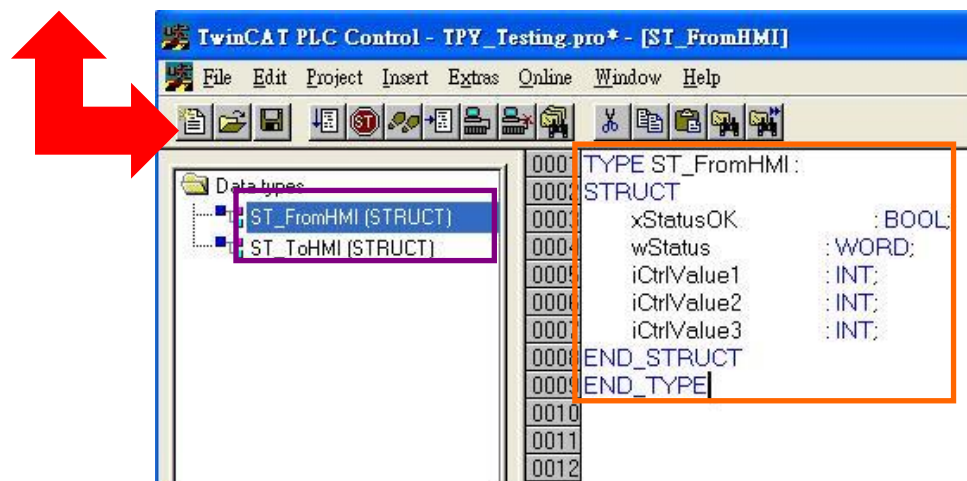 TwinCAT PLC Control - TPY_Testing.pro* - [ST_FromHMI]
File Edit Project Insert Extras Online Window Help
Data types
ST_FromHMI (STRUCT)
ST_ToHMI (STRUCT)
0001 TYPE ST_FromHMI :
0002 STRUCT
0003 xStatusOK : BOOL;
0004 wStatus : WORD;
0005 iCtrlValue1 : INT;
0006 iCtrlValue2 : INT;
0007 iCtrlValue3 : INT;
0008 END_STRUCT
0009 END_TYPE
0010
0011
0012